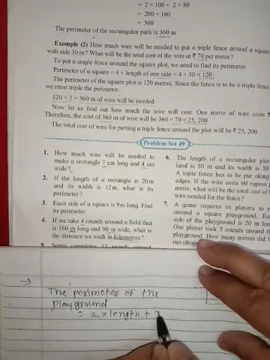 = 2 × 100 + 2 × 80
= 200 + 160
= 360
The perimeter of the rectangular park is 360 m.
Example (2) How much wire will be needed to put a triple fence around a square
with side 30 m? What will be the total cost of the wire at ₹ 70 per metre?
To put a single fence around the square plot, we need to find its perimeter.
Perimeter of a square = 4 × length of one side = 4 × 30 = 120.
The perimeter of the square plot is 120 metres. Since the fence is to be a triple fence
we must triple the perimeter.
120 × 3 = 360 m of wire will be needed.
Now let us find out how much the wire will cost. One metre of wire costs ₹
Therefore, the cost of 360 m of wire will be 360 × 70 = 25, 200.
The total cost of wire for putting a triple fence around the plot will be ₹ 25, 200.
Problem Set 49
1. How much wire will be needed to
make a rectangle 7 cm long and 4 cm
wide?
2. If the length of a rectangle is 20 m
and its width is 12 m, what is its
perimeter?
3. Each side of a square is 9 m long. Find
its perimeter.
4. If we take 4 rounds around a field that
is 160 m long and 90 m wide, what is
the distance we walk in kilometres?
6. The length of a rectangular plot
land is 50 m and its width is 30
A triple fence has to be put along
edges. If the wire costs 60 rupees
metre, what will be the total cost of
wire needed for the fence?
7. A game requires its players to r
around a square playground. Ea
side of the playground is 20 m lon
One player took 5 rounds around t
playground. How many metres did
run altog
→ The perimeter of the
playground
= 2 × length +